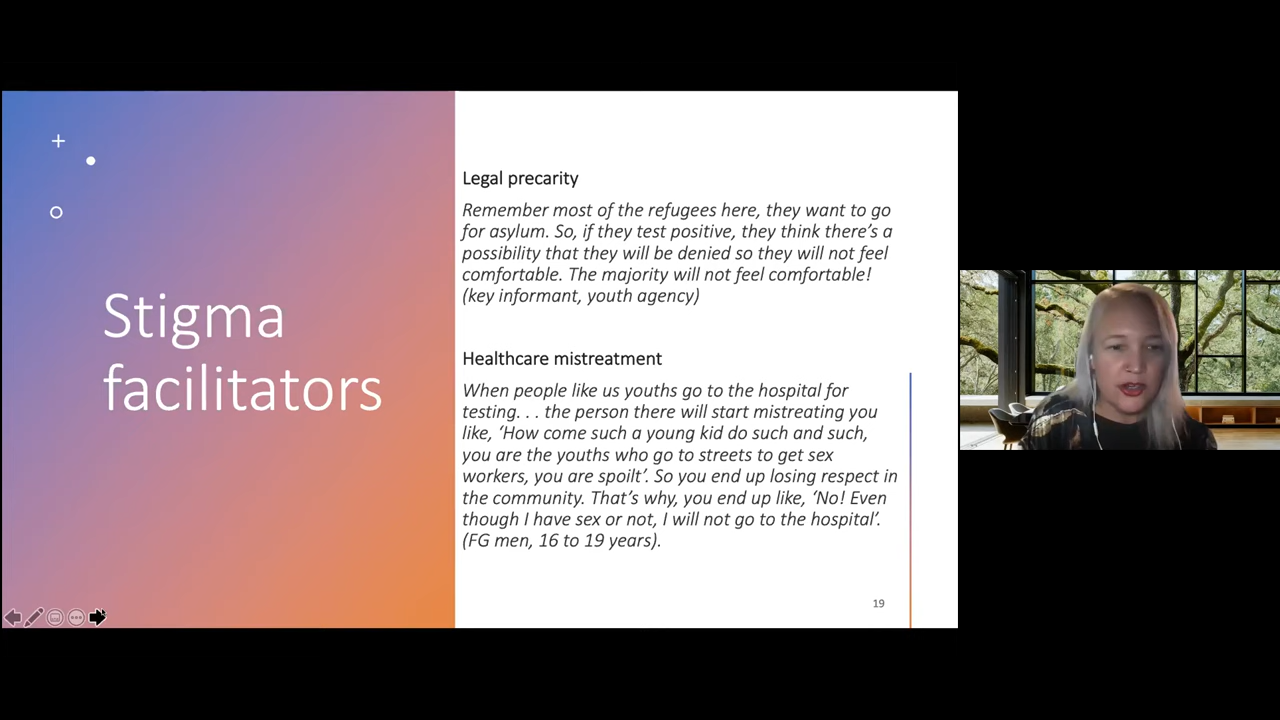 Stigma
facilitators
Legal precarity
Remember most of the refugees here, they want to go
for asylum. So, if they test positive, they think there’s a
possibility that they will be denied so they will not feel
comfortable. The majority will not feel comfortable!
(key informant, youth agency)
Healthcare mistreatment
When people like us youths go to the hospital for
testing. . . the person there will start mistreating you
like, ‘How come such a young kid do such and such,
you are the youths who go to streets to get sex
workers, you are spoilt’. So you end up losing respect in
the community. That’s why, you end up like, ‘No! Even
though I have sex or not, I will not go to the hospital’.
(FG men, 16 to 19 years).
19